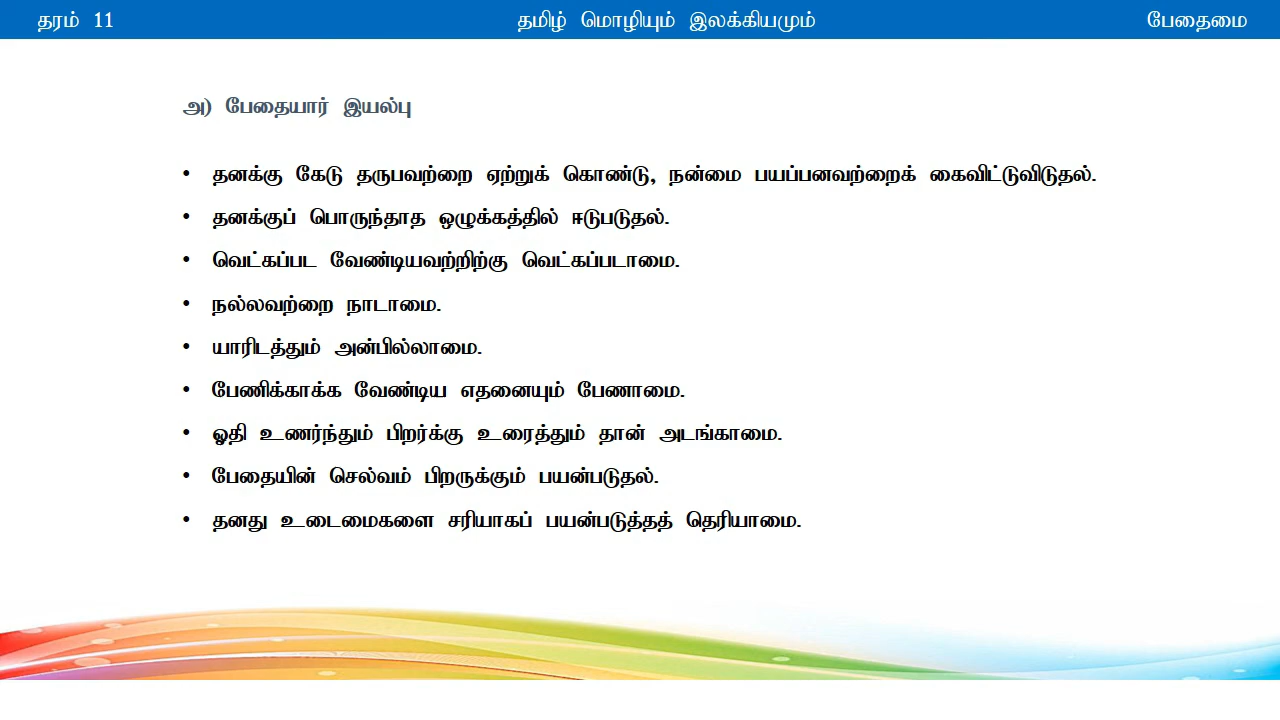 தரம் 11 தமிழ் மொழியும் இலக்கியமும் பேதைமை
அ) பேதையார் இயல்பு
• தனக்கு கேடு தருபவற்றை ஏற்றுக் கொண்டு, நன்மை பயப்பனவற்றைக் கைவிட்டுவிடுதல்.
• தனக்குப் பொருந்தாத ஒழுக்கத்தில் ஈடுபடுதல்.
• வெட்கப்பட வேண்டியவற்றிற்கு வெட்கப்படாமை.
• நல்லவற்றை நாடாமை.
• யாரிடத்தும் அன்பில்லாமை.
• பேணிக்காக்க வேண்டிய எதனையும் பேணாமை.
• ஓதி உணர்ந்தும் பிறர்க்கு உரைத்தும் தான் அடங்காமை.
• பேதையின் செல்வம் பிறருக்கும் பயன்படுதல்.
• தனது உடைமைகளை சரியாகப் பயன்படுத்தத் தெரியாமை.